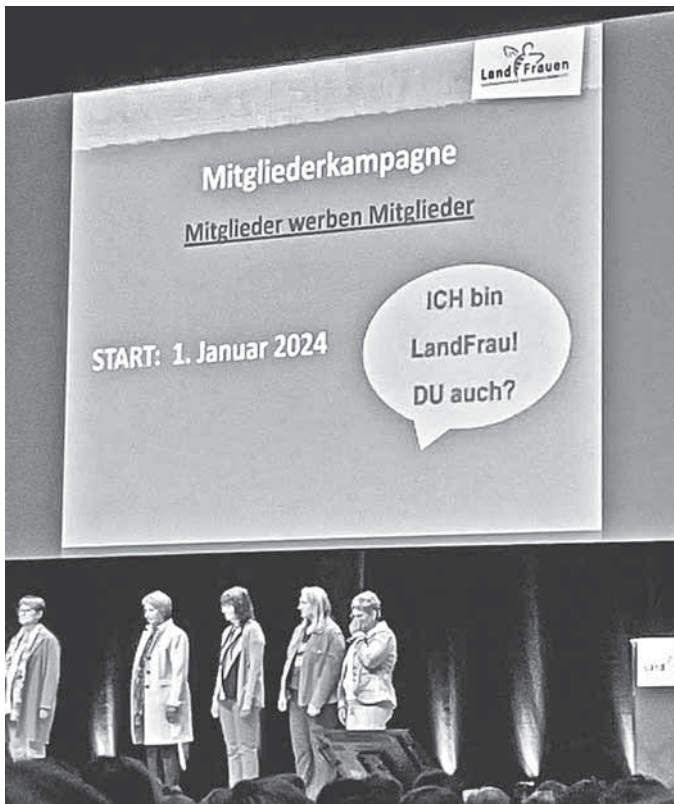 LandFrauen
Mitgliederkampagne
Mitglieder werben Mitglieder
START: 1. Januar 2024
ICH bin
LandFrau!
DU auch?